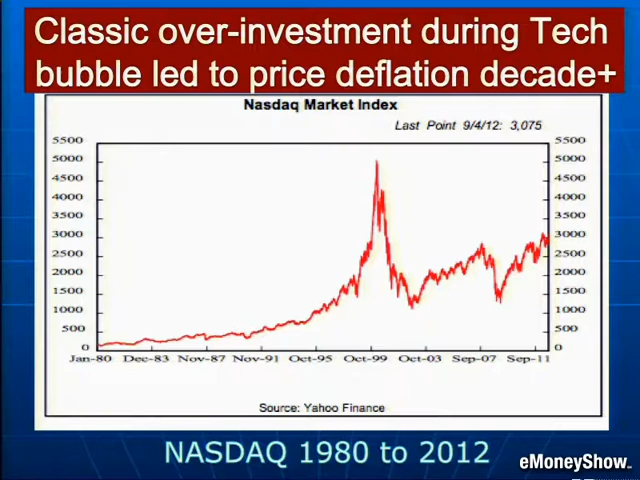 Classic over-investment during Tech
bubble led to price deflation decade+
Nasdaq Market Index
Last Point 9/4/12: 3,075
5500 5500
5000 5000
4500 4500
4000 4000
3500 3500
3000 3000
2500 2500
2000 2000
1500 1500
1000 1000
500 500
0 0
Jan-80 Dec-83 Nov-87 Nov-91 Oct-95 Oct-99 Oct-03 Sep-07 Sep-11
Source: Yahoo Finance
NASDAQ 1980 to 2012
eMoneyShow